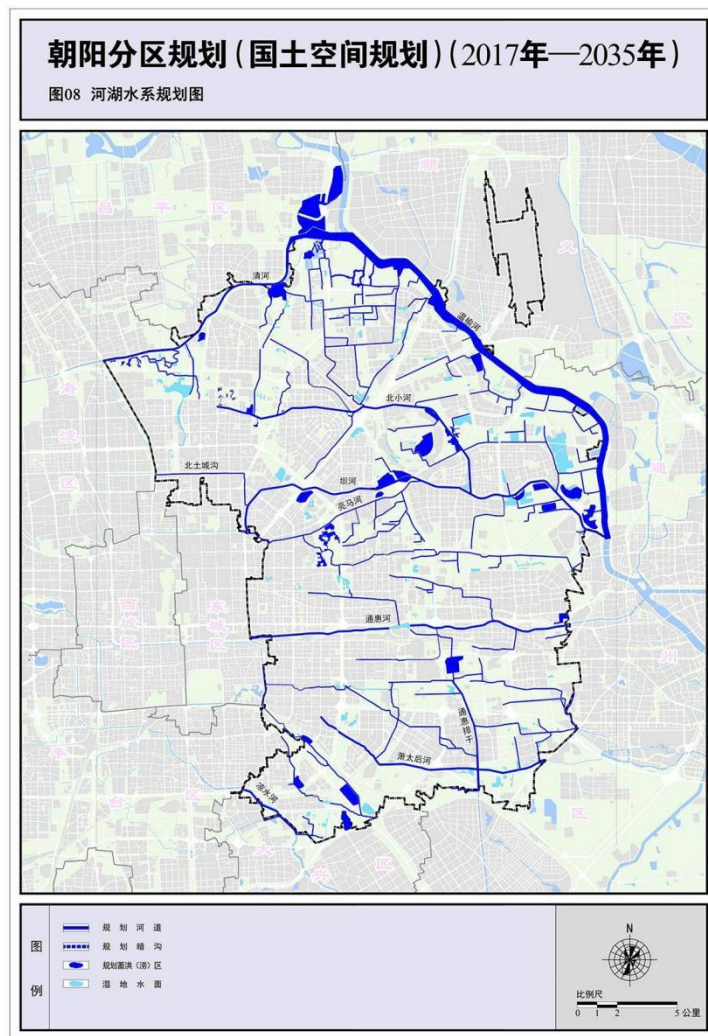 朝阳分区规划(国土空间规划)(2017年—2035年)
图08 河湖水系规划图
昌平区
顺义区
清河
温榆河
海淀区
北小河
北土城沟
坝河
亮马河
通州区
西城区
东城区
通惠河
通惠排干
萧太后河
凉水河
丰台区
大兴区
图例
规划河道
规划暗沟
规划蓄洪(涝)区
湿地水面
N
比例尺
0 1 2 5 公里